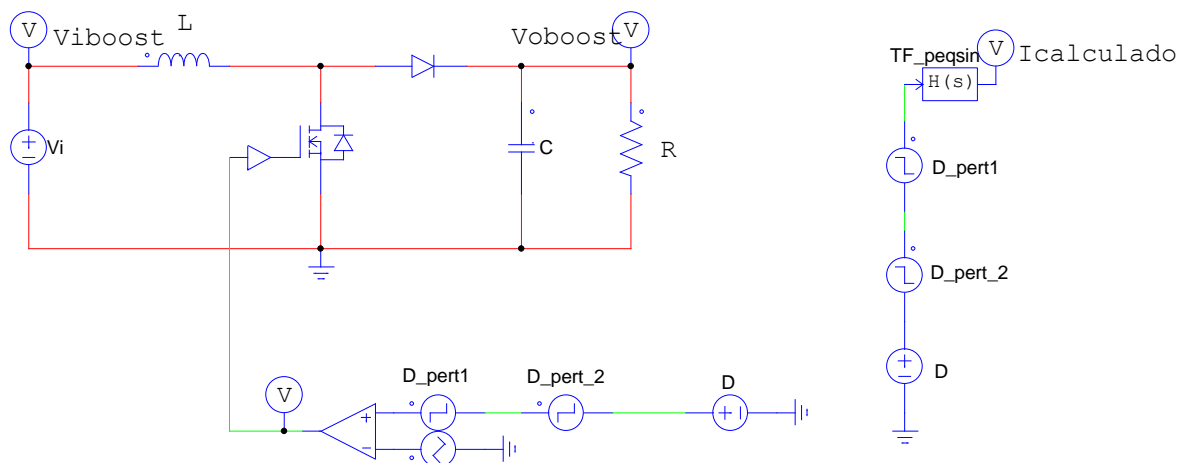 V
Viboost
L
Voboost
V
Vi
C
R
TF_peqsin
H(s)
V
Icalculado
D_pert1
D_pert_2
D
V
D_pert1
D_pert_2
D